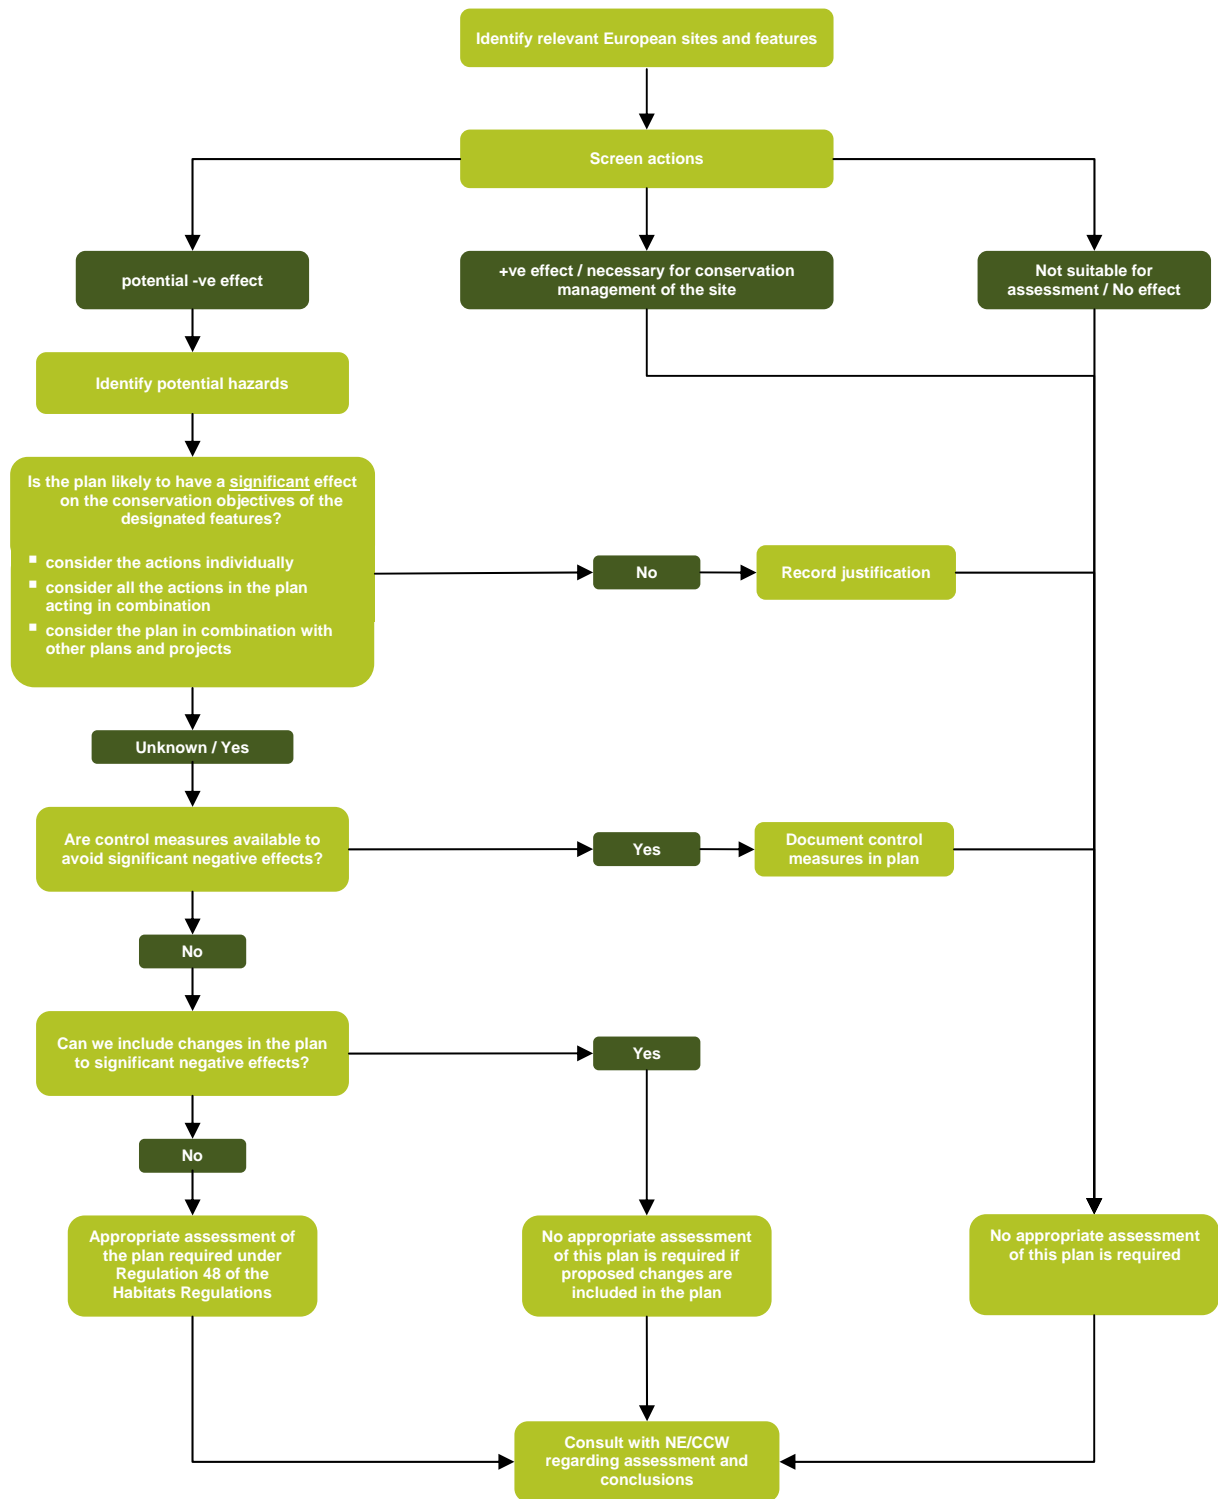 Identify relevant European sites and features
Screen actions
potential -ve effect
+ve effect / necessary for conservation
management of the site
Not suitable for
assessment / No effect
Identify potential hazards
Is the plan likely to have a significant effect
on the conservation objectives of the
designated features?
▪ consider the actions individually
▪ consider all the actions in the plan
acting in combination
▪ consider the plan in combination with
other plans and projects
No
Record justification
Unknown / Yes
Are control measures available to
avoid significant negative effects?
Yes
Document control
measures in plan
No
Can we include changes in the plan
to significant negative effects?
Yes
No
Appropriate assessment of
the plan required under
Regulation 48 of the
Habitats Regulations
No appropriate assessment
of this plan is required if
proposed changes are
included in the plan
No appropriate assessment
of this plan is required
Consult with NE/CCW
regarding assessment and
conclusions